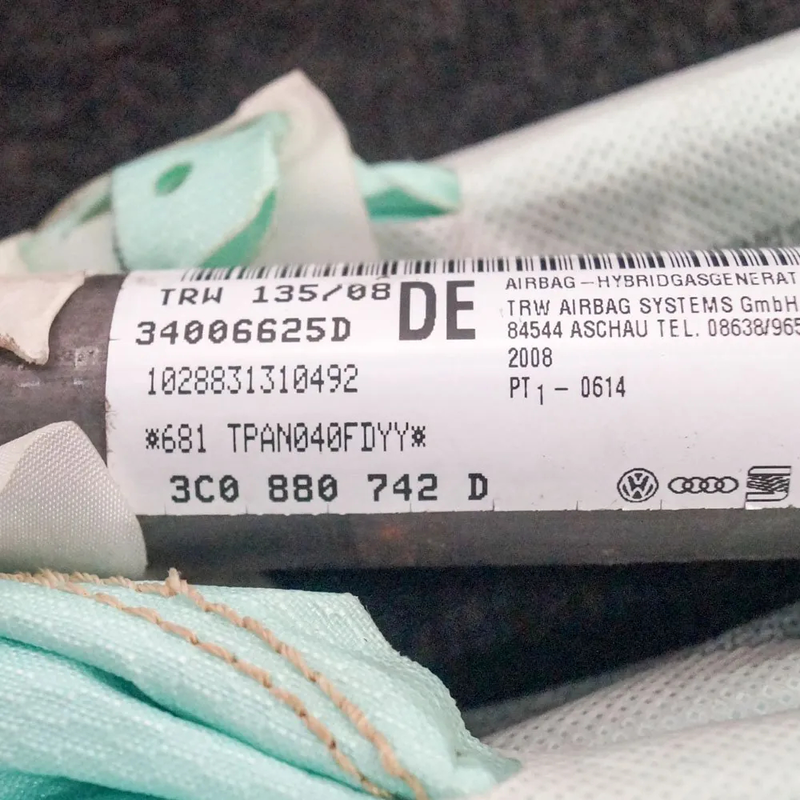 TRW 135/08
DE
34006625D
1028831310492
*681 TPAN040FDYY*
3C0 880 742 D
AIRBAG-HYBRIDGASGENERAT
TRW AIRBAG SYSTEMS GmbH
84544 ASCHAU TEL. 08638/965
2008
PT1 - 0614